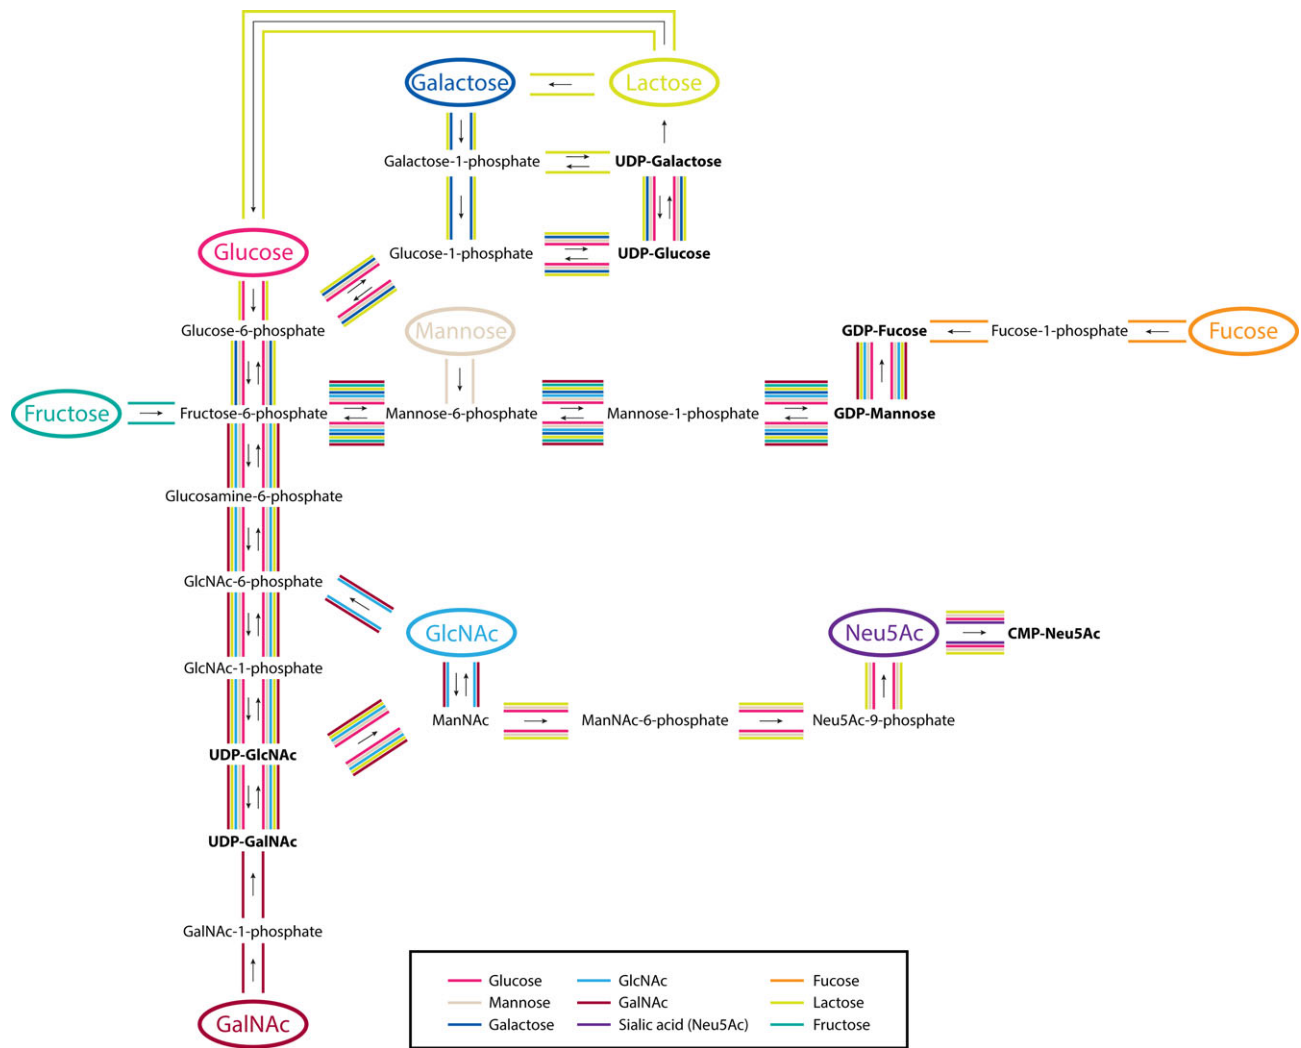 Galactose
Lactose
Galactose-1-phosphate
UDP-Galactose
Glucose
Glucose-1-phosphate
UDP-Glucose
Glucose-6-phosphate
Mannose
GDP-Fucose
Fucose-1-phosphate
Fucose
Fructose
Fructose-6-phosphate
Mannose-6-phosphate
Mannose-1-phosphate
GDP-Mannose
Glucosamine-6-phosphate
GlcNAc-6-phosphate
GlcNAc
Neu5Ac
CMP-Neu5Ac
GlcNAc-1-phosphate
ManNAc
ManNAc-6-phosphate
Neu5Ac-9-phosphate
UDP-GlcNAc
UDP-GalNAc
GalNAc-1-phosphate
GalNAc
Glucose
GlcNAc
Fucose
Mannose
GalNAc
Lactose
Galactose
Sialic acid (Neu5Ac)
Fructose